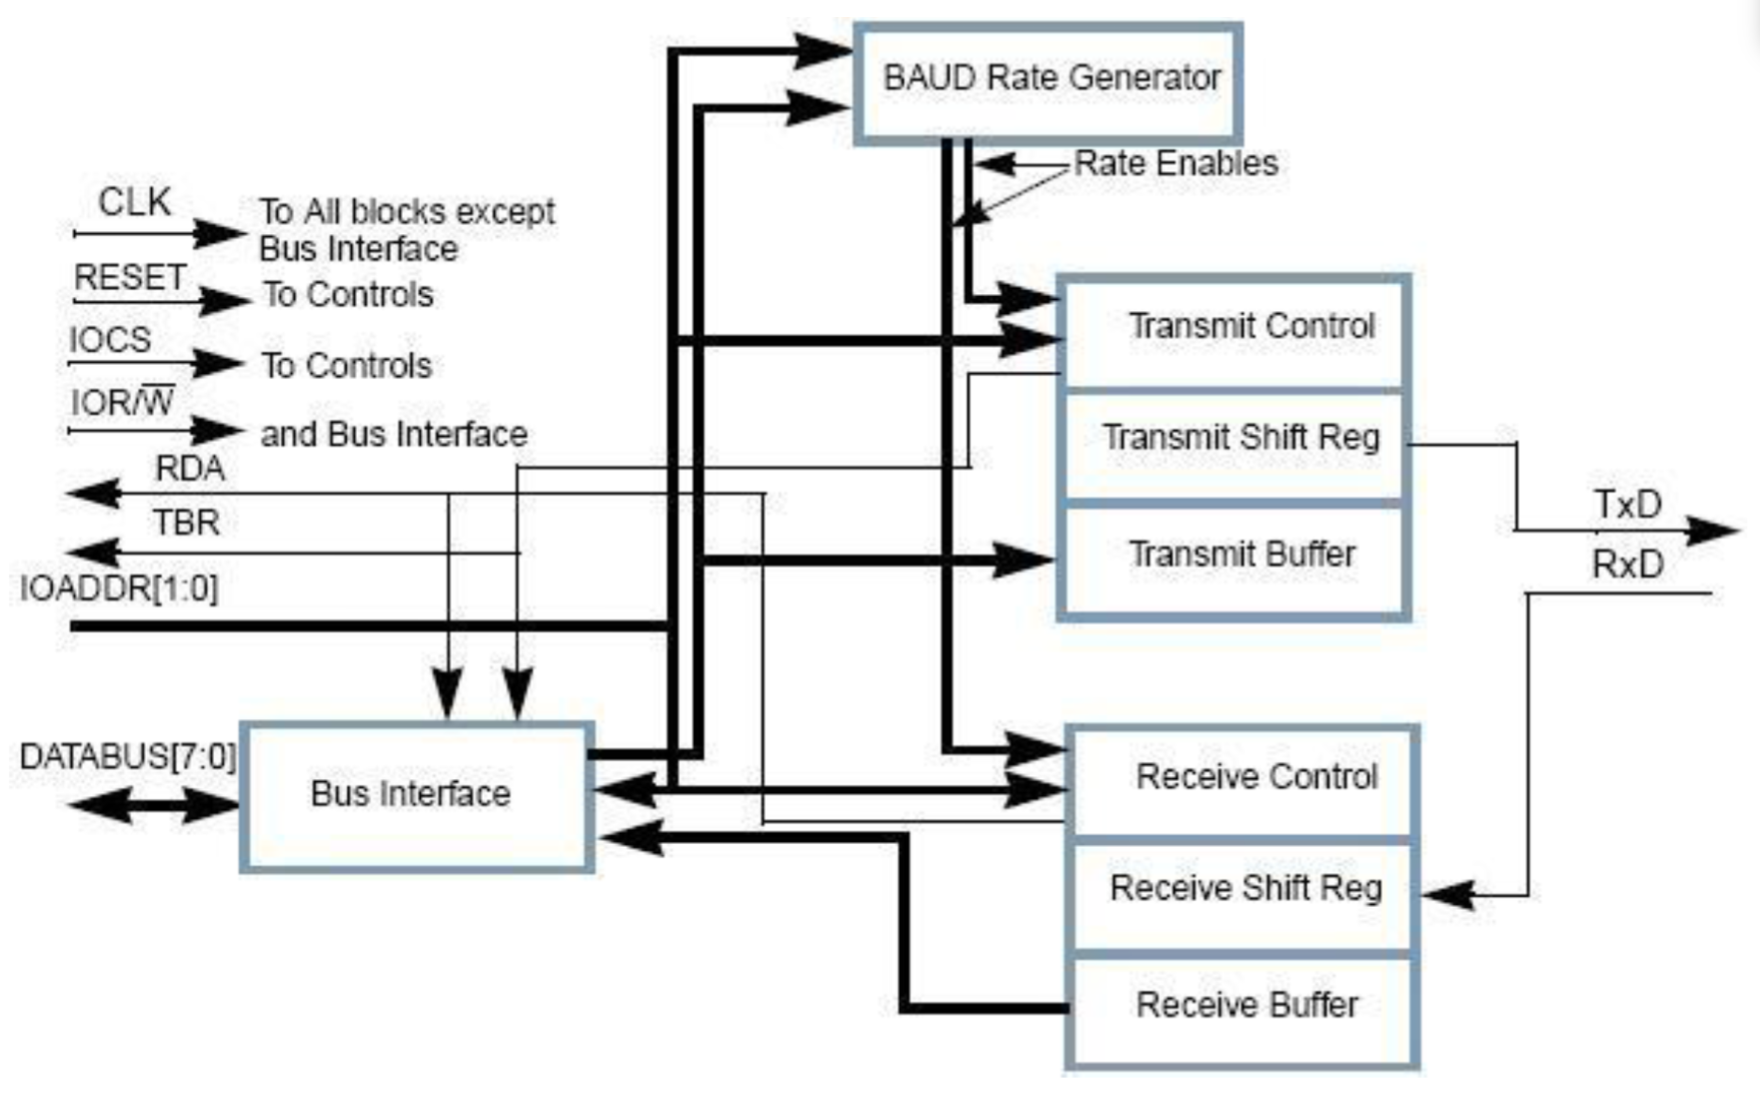 BAUD Rate Generator
Rate Enables
CLK
To All blocks except
Bus Interface
RESET
To Controls
IOCS
To Controls
IOR/W̅
and Bus Interface
RDA
TBR
IOADDR[1:0]
DATABUS[7:0]
Bus Interface
Transmit Control
Transmit Shift Reg
Transmit Buffer
TxD
RxD
Receive Control
Receive Shift Reg
Receive Buffer